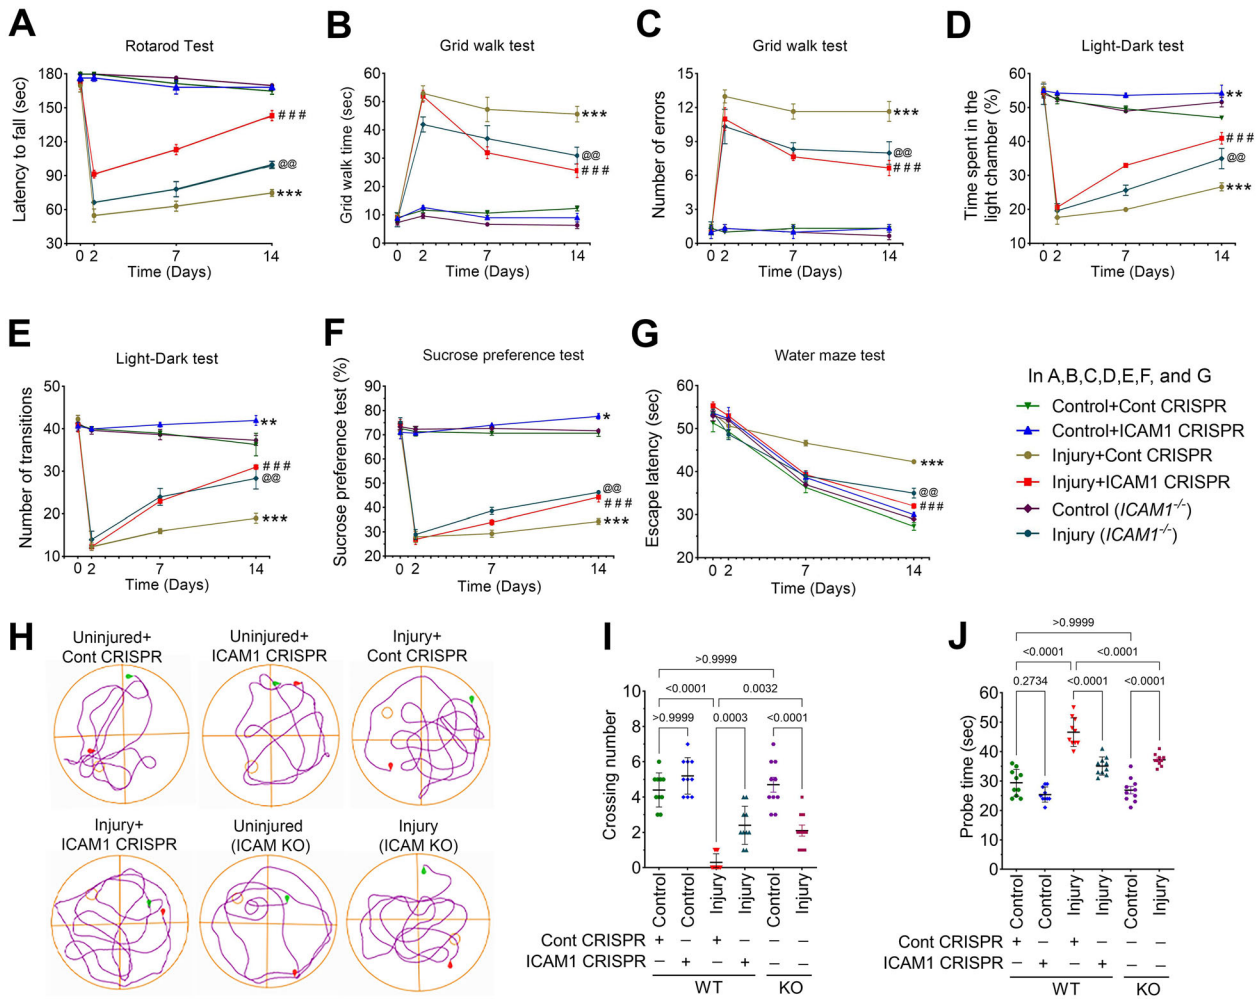 A
Rotarod Test
Latency to fall (sec)
180
150
120
90
60
30
0 2 7 14
Time (Days)
# # #
@@
***
B
Grid walk test
Grid walk time (sec)
60
50
40
30
20
10
0
0 2 7 14
Time (Days)
***
@@
# # #
C
Grid walk test
Number of errors
15
12
9
6
3
0
0 2 7 14
Time (Days)
***
@@
###
D
Light-Dark test
Time spent in the
light chamber (%)
60
50
40
30
20
10
0 2 7 14
Time (Days)
**
###
@@
***
E
Light-Dark test
Number of transitions
50
40
30
20
10
0 2 7 14
Time (Days)
**
###
@@
***
F
Sucrose preference test
Sucrose preference test (%)
90
80
70
60
50
40
30
20
0 2 7 14
Time (Days)
*
@@
###
***
G
Water maze test
Escape latency (sec)
60
50
40
30
20
0 2 7 14
Time (Days)
***
@@
###
In A,B,C,D,E,F, and G
Control+Cont CRISPR
Control+ICAM1 CRISPR
Injury+Cont CRISPR
Injury+ICAM1 CRISPR
Control (ICAM1-/-)
Injury (ICAM1-/-)
H
Uninjured+
Cont CRISPR
Uninjured+
ICAM1 CRISPR
Injury+
Cont CRISPR
Injury+
ICAM1 CRISPR
Uninjured
(ICAM KO)
Injury
(ICAM KO)
I
>0.9999
<0.0001 0.0032
>0.9999 0.0003 <0.0001
Crossing number
10
8
6
4
2
0
Control Control Injury Injury Control Injury
Cont CRISPR + – + – – –
ICAM1 CRISPR – + – + – –
WT KO
J
>0.9999
<0.0001 <0.0001
0.2734 <0.0001 <0.0001
Probe time (sec)
60
50
40
30
20
10
0
Control Control Injury Injury Control Injury
Cont CRISPR + – + – – –
ICAM1 CRISPR – + – + – –
WT KO